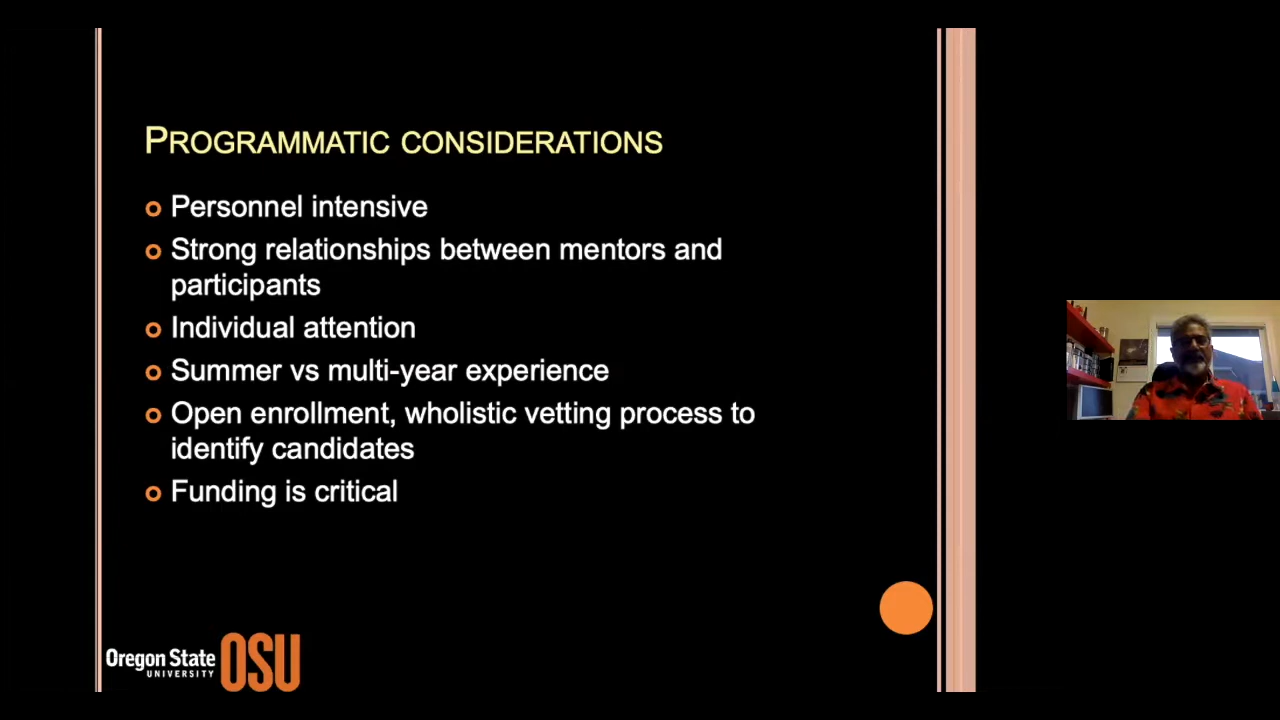 PROGRAMMATIC CONSIDERATIONS
Personnel intensive
Strong relationships between mentors and
participants
Individual attention
Summer vs multi-year experience
Open enrollment, wholistic vetting process to
identify candidates
Funding is critical
Oregon State
UNIVERSITY
OSU